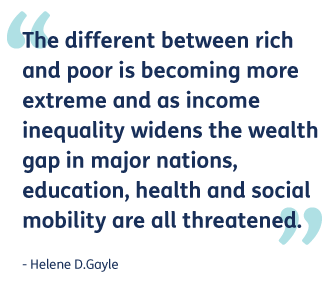 The different between rich
and poor is becoming more
extreme and as income
inequality widens the wealth
gap in major nations,
education, health and social
mobility are all threatened.
- Helene D.Gayle